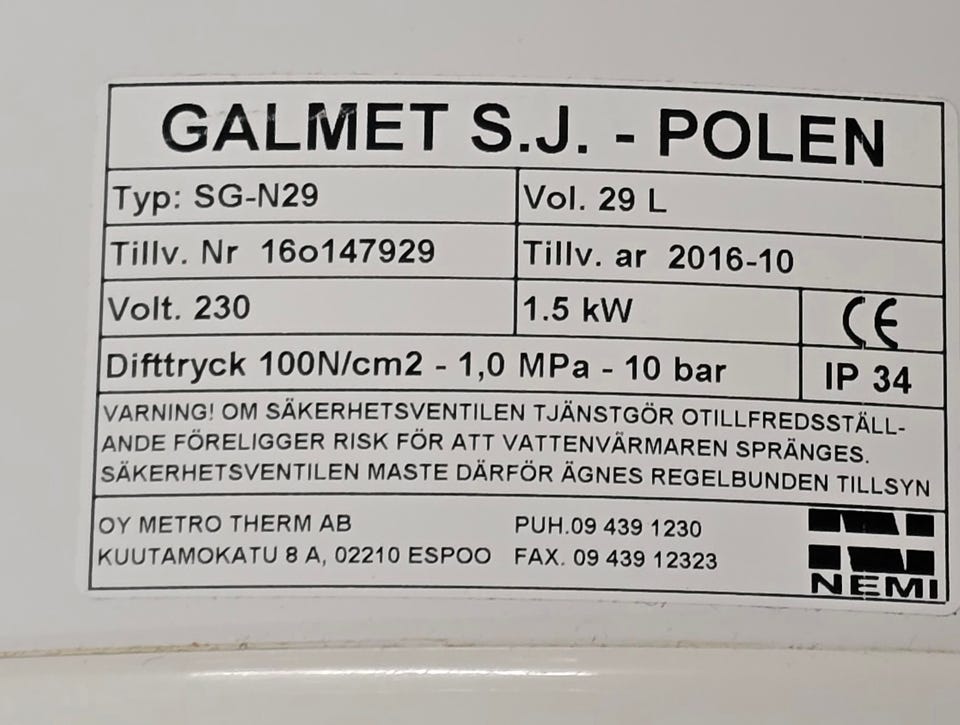 GALMET S.J. - POLEN
Typ: SG-N29 Vol. 29 L
Tillv. Nr 16o147929 Tillv. ar 2016-10
Volt. 230 1.5 kW CE
Difttryck 100N/cm2 - 1,0 MPa - 10 bar IP 34
VARNING! OM SÄKERHETSVENTILEN TJÄNSTGÖR OTILLFREDSSTÄLL-
ANDE FÖRELIGGER RISK FÖR ATT VATTENVÄRMAREN SPRÄNGES.
SÄKERHETSVENTILEN MASTE DÄRFÖR ÄGNES REGELBUNDEN TILLSYN
OY METRO THERM AB PUH.09 439 1230
KUUTAMOKATU 8 A, 02210 ESPOO FAX. 09 439 12323
NEMI